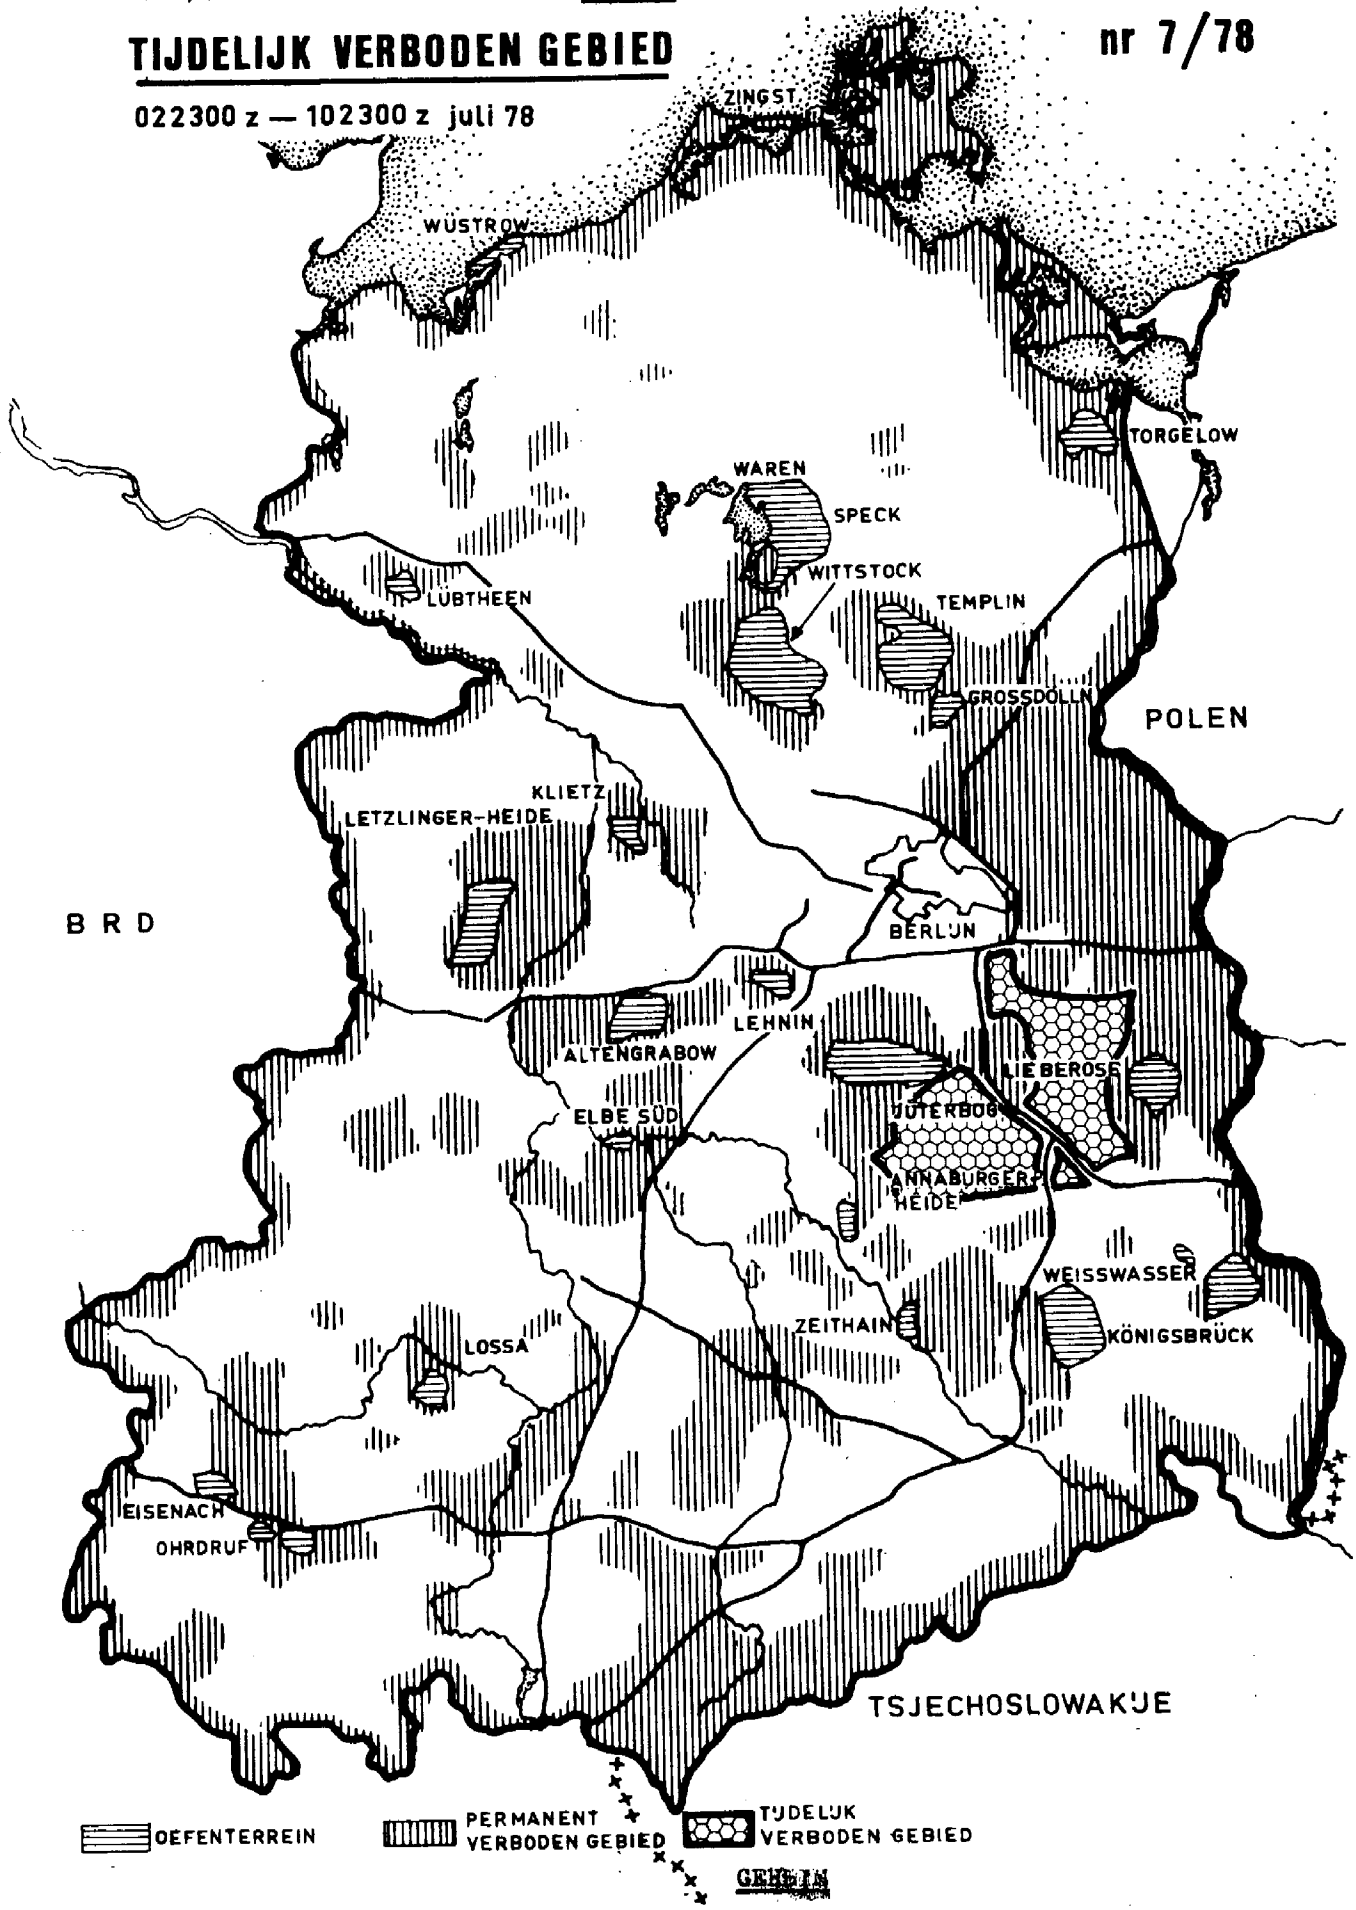 TIJDELIJK VERBODEN GEBIED
nr 7/78
022300 z — 102300 z juli 78
ZINGST
WUSTROW
TORGELOW
WAREN
SPECK
WITTSTOCK
LÜBTHEEN
TEMPLIN
GROSSDÖLLN
POLEN
KLIETZ
LETZLINGER-HEIDE
BRD
BERLIJN
LEHNIN
ALTENGRABOW
LIEBEROSE
JÜTERBOG
ELBE SÜD
ANNABURGER-
HEIDE
WEISSWASSER
ZEITHAIN
KÖNIGSBRÜCK
LOSSA
EISENACH
OHRDRUF
TSJECHOSLOWAKIJE
OEFENTERREIN
PERMANENT
VERBODEN GEBIED
TIJDELIJK
VERBODEN GEBIED
GEHEIM